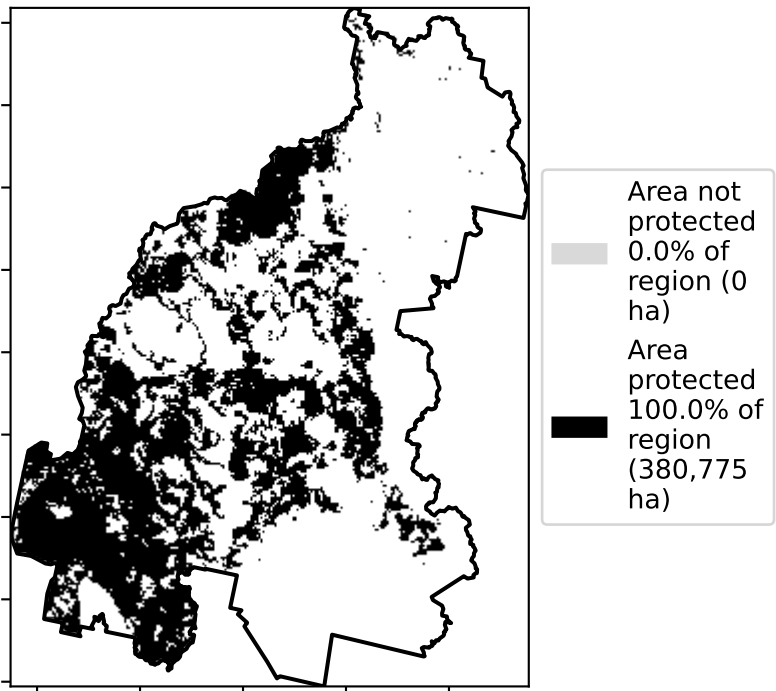 Area not
protected
0.0% of
region (0
ha)
Area
protected
100.0% of
region
(380,775
ha)